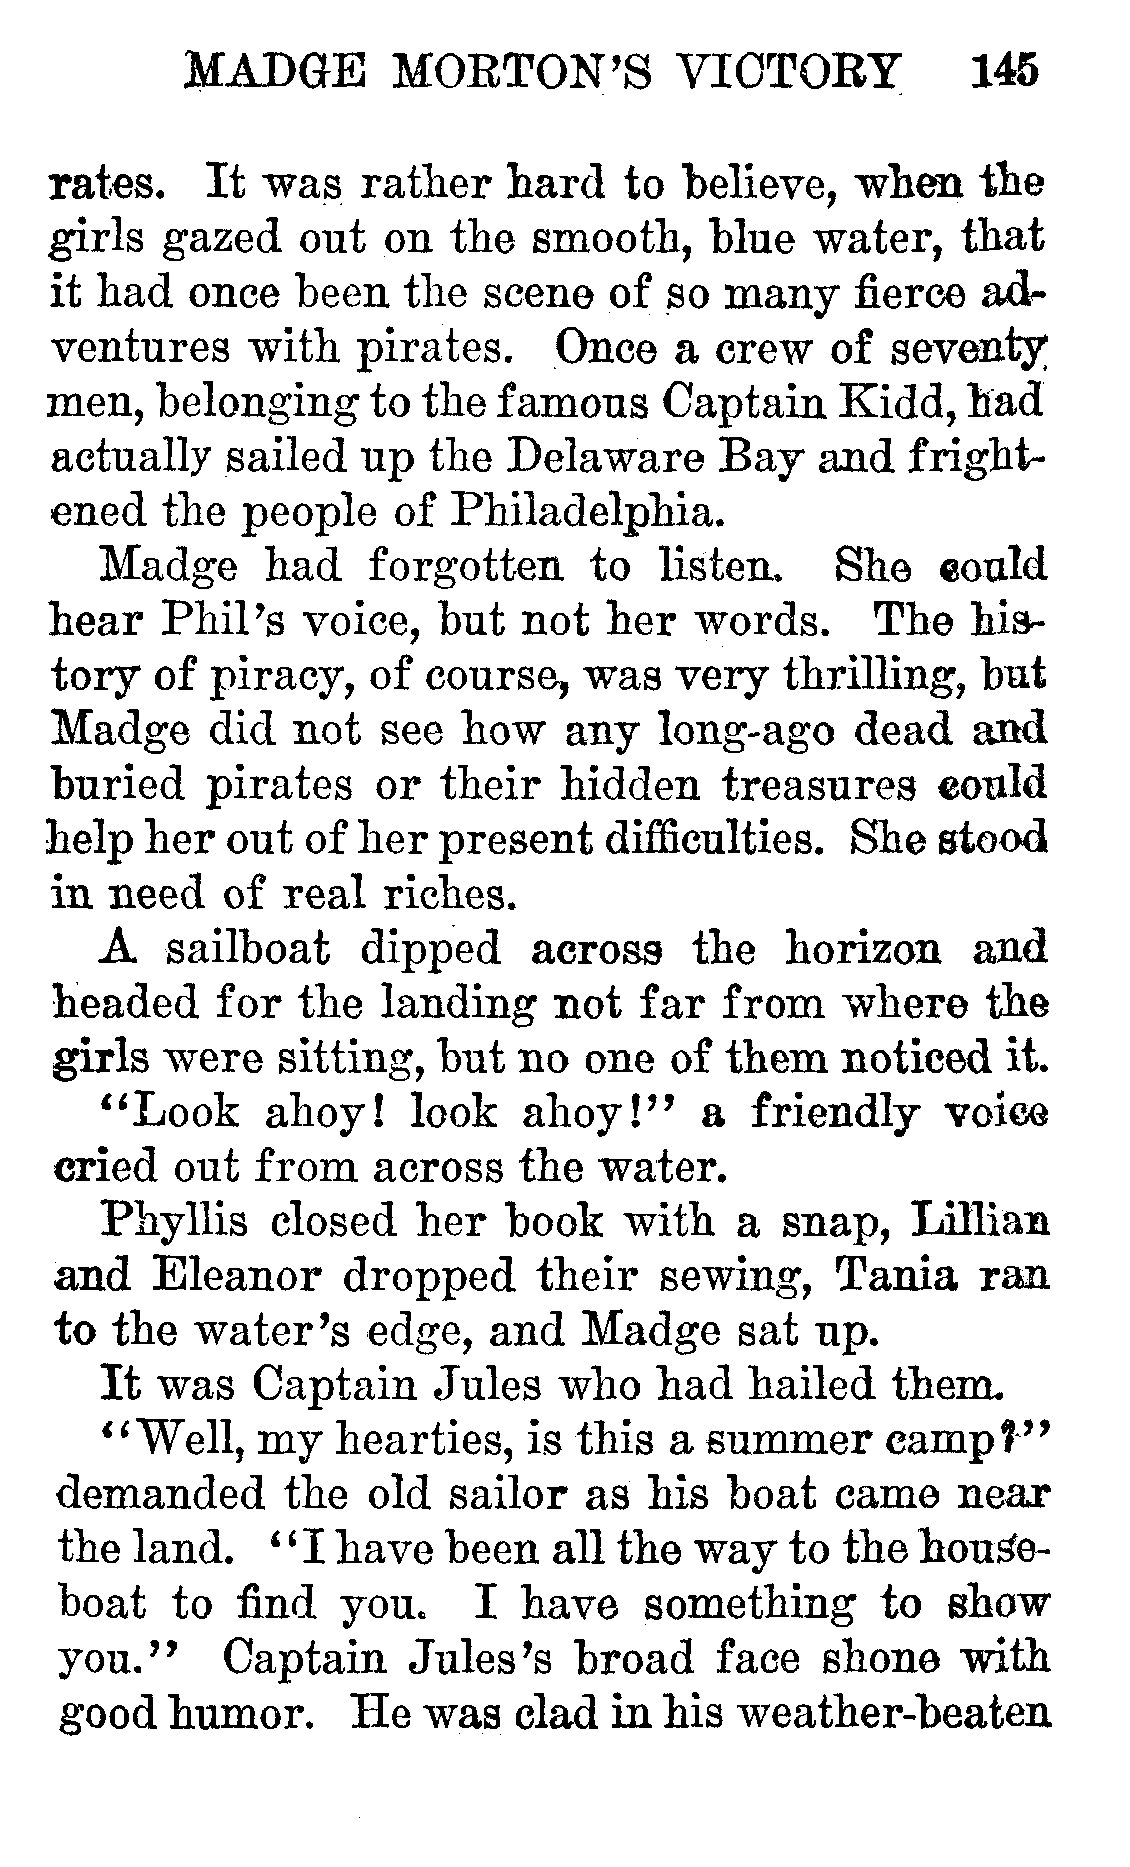 MADGE MORTON'S VICTORY 145
rates. It was rather hard to believe, when the
girls gazed out on the smooth, blue water, that
it had once been the scene of so many fierce ad-
ventures with pirates. Once a crew of seventy
men, belonging to the famous Captain Kidd, had
actually sailed up the Delaware Bay and fright-
ened the people of Philadelphia.
Madge had forgotten to listen. She could
hear Phil's voice, but not her words. The his-
tory of piracy, of course, was very thrilling, but
Madge did not see how any long-ago dead and
buried pirates or their hidden treasures could
help her out of her present difficulties. She stood
in need of real riches.
A sailboat dipped across the horizon and
headed for the landing not far from where the
girls were sitting, but no one of them noticed it.
"Look ahoy! look ahoy!" a friendly voice
cried out from across the water.
Phyllis closed her book with a snap, Lillian
and Eleanor dropped their sewing, Tania ran
to the water's edge, and Madge sat up.
It was Captain Jules who had hailed them.
"Well, my hearties, is this a summer camp?"
demanded the old sailor as his boat came near
the land. "I have been all the way to the house-
boat to find you. I have something to show
you." Captain Jules's broad face shone with
good humor. He was clad in his weather-beaten